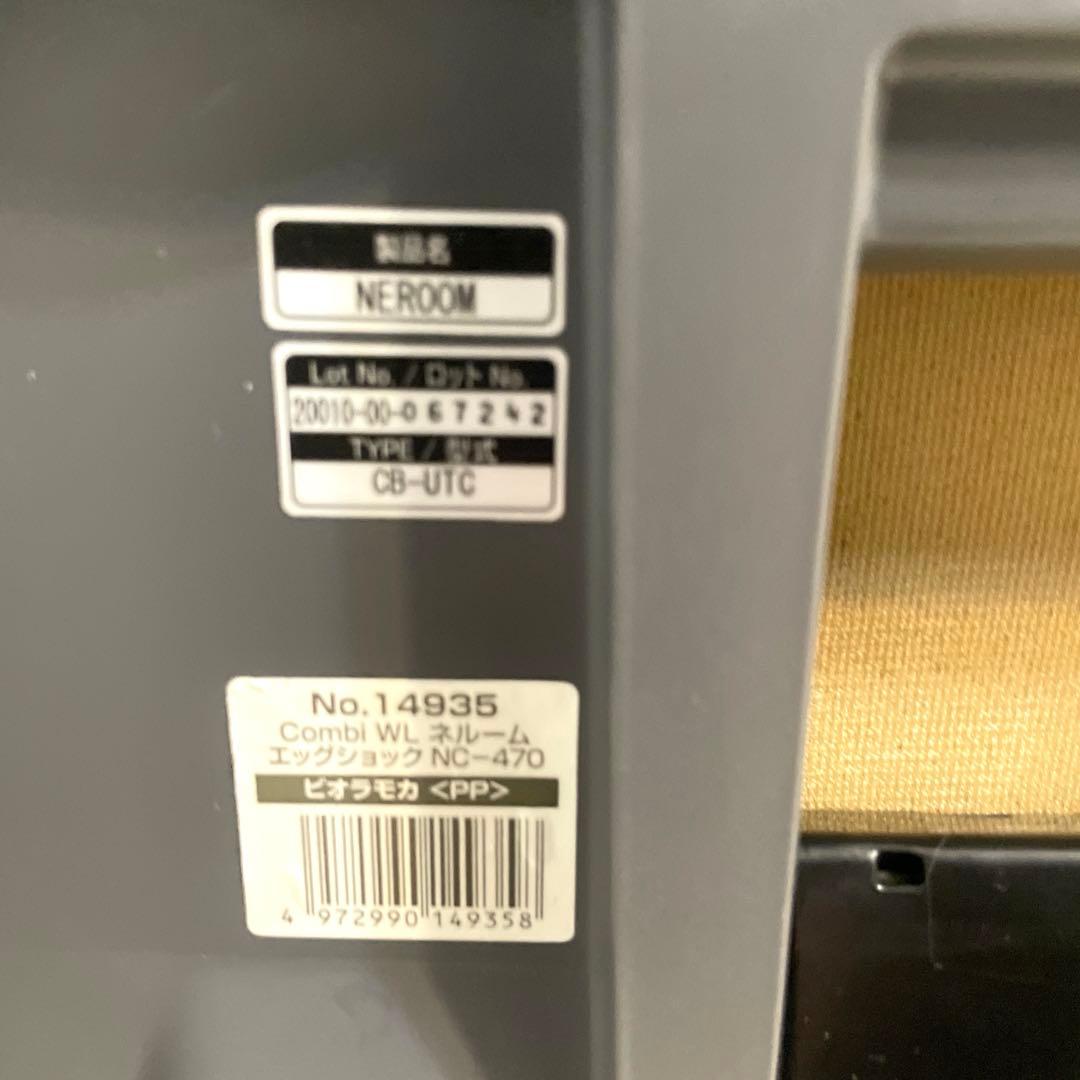 製品名
NEROOM
Lot No. / ロット No.
20010-00-067242
TYPE / 型式
CB-UTC
No.14935
Combi WL ネルーム
エッグショック NC-470
ビオラモカ <PP>
4 972990 149358